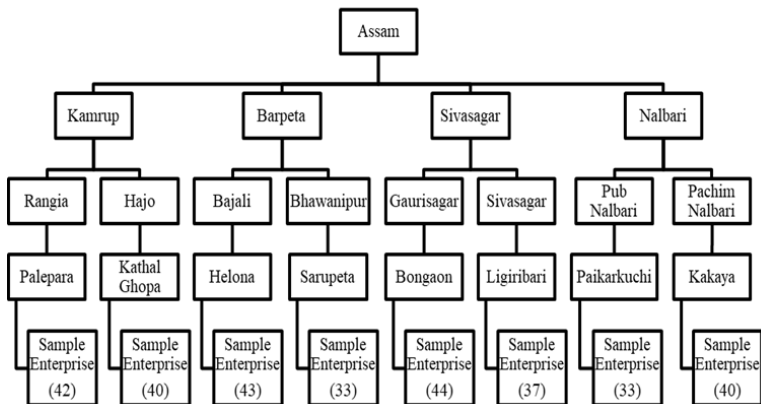 Assam
Kamrup
Barpeta
Sivasagar
Nalbari
Rangia
Hajo
Bajali
Bhawanipur
Gaurisagar
Sivasagar
Pub
Nalbari
Pachim
Nalbari
Palepara
Kathal
Ghopa
Helona
Sarupeta
Bongaon
Ligiribari
Paikarkuchi
Kakaya
Sample
Enterprise
(42)
Sample
Enterprise
(40)
Sample
Enterprise
(43)
Sample
Enterprise
(33)
Sample
Enterprise
(44)
Sample
Enterprise
(37)
Sample
Enterprise
(33)
Sample
Enterprise
(40)